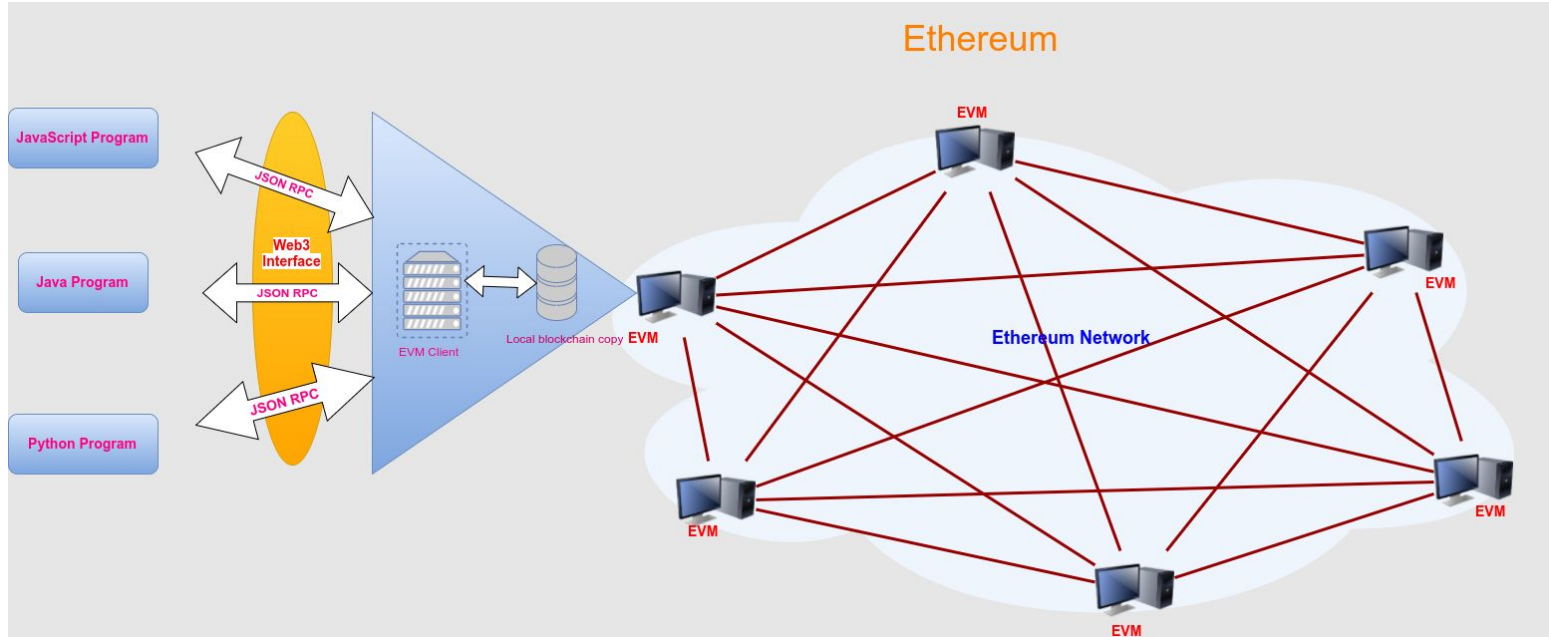 Ethereum
EVM
JavaScript Program
JSON RPC
Web3
Interface
Java Program
JSON RPC
EVM Client
Local blockchain copy
EVM
Ethereum Network
EVM
JSON RPC
Python Program
EVM
EVM
EVM